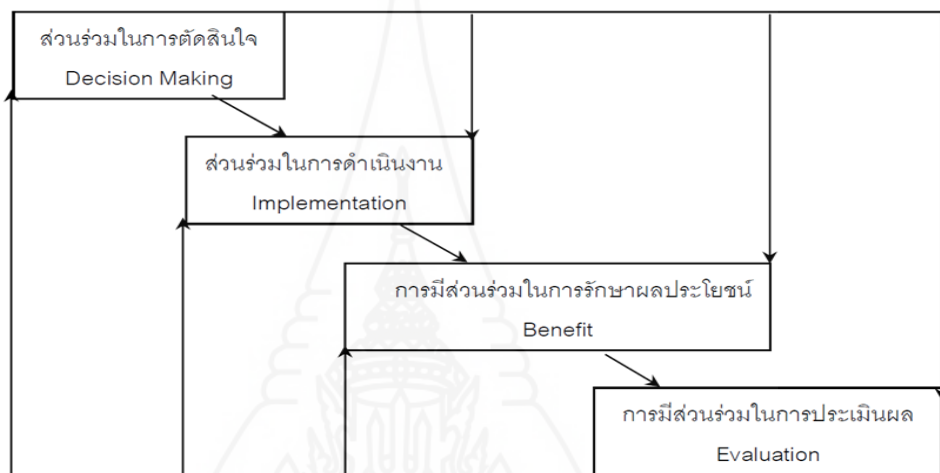 ส่วนร่วมในการตัดสินใจ
Decision Making
ส่วนร่วมในการดำเนินงาน
Implementation
การมีส่วนร่วมในการรักษาผลประโยชน์
Benefit
การมีส่วนร่วมในการประเมินผล
Evaluation